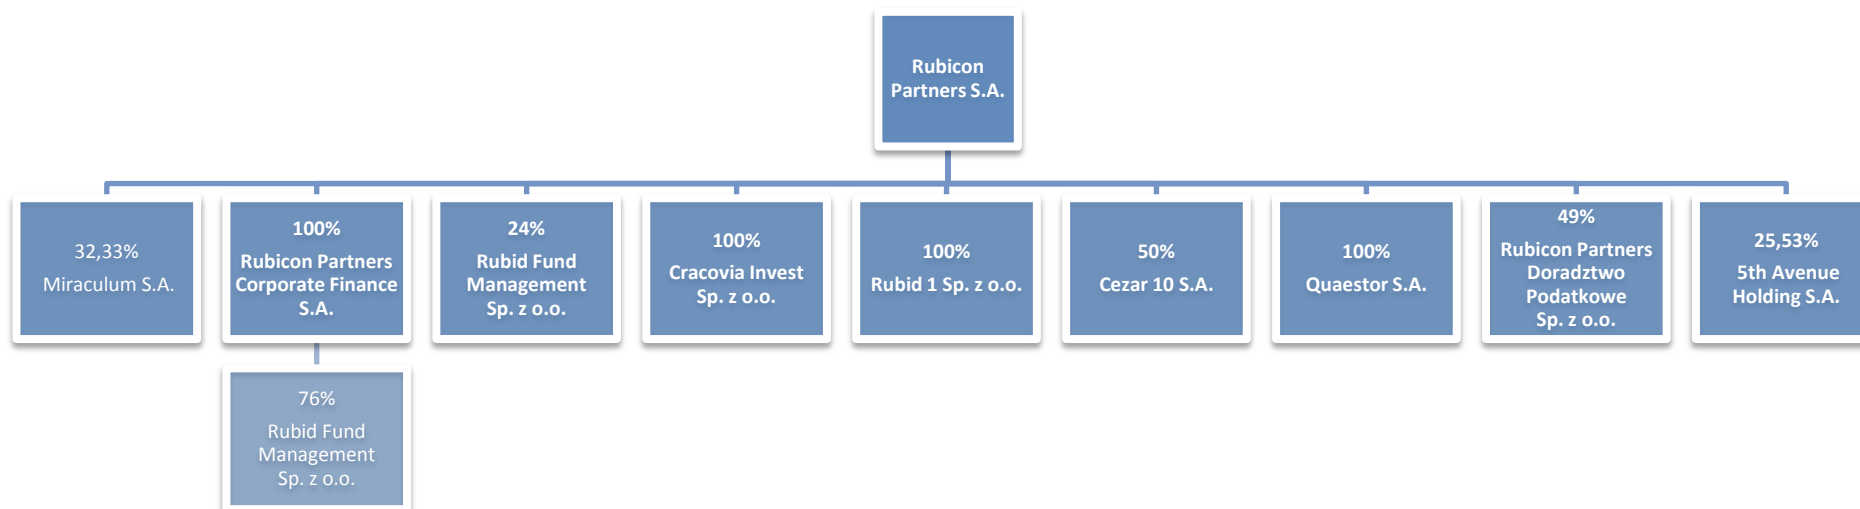 Rubicon
Partners S.A.
32,33%
Miraculum S.A.
100%
Rubicon Partners
Corporate Finance
S.A.
24%
Rubid Fund
Management
Sp. z o.o.
100%
Cracovia Invest
Sp. z o.o.
100%
Rubid 1 Sp. z o.o.
50%
Cezar 10 S.A.
100%
Quaestor S.A.
49%
Rubicon Partners
Doradztwo
Podatkowe
Sp. z o.o.
25,53%
5th Avenue
Holding S.A.
76%
Rubid Fund
Management
Sp. z o.o.